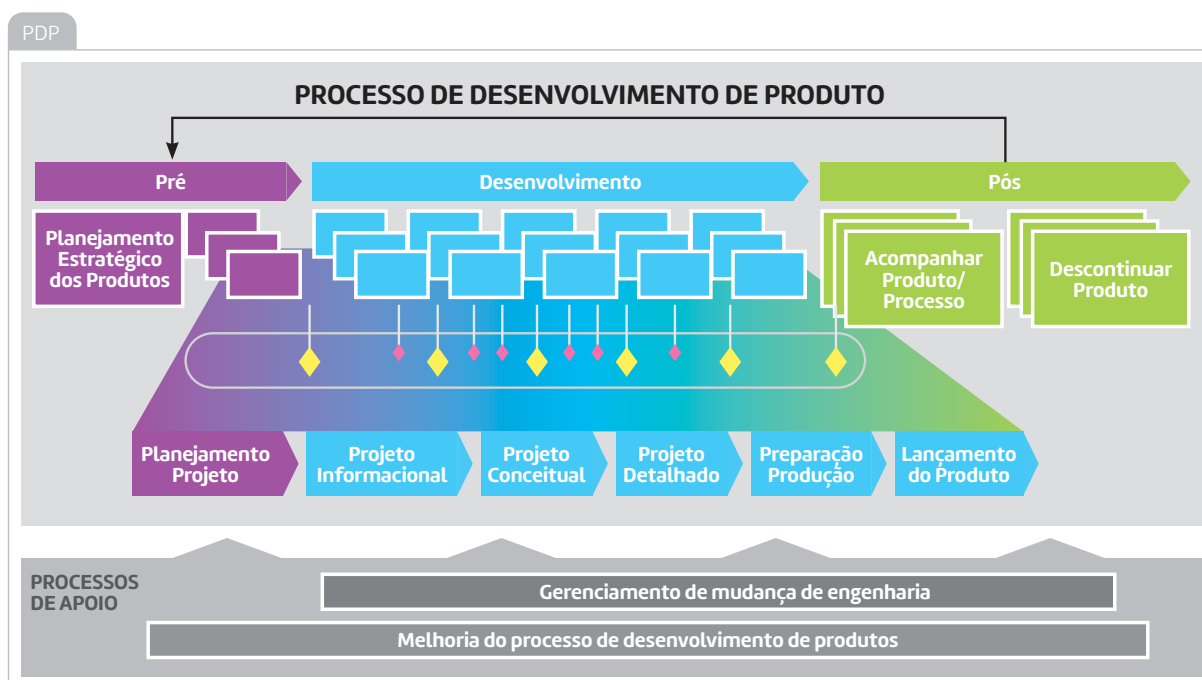 PDP
PROCESSO DE DESENVOLVIMENTO DE PRODUTO
Pré
Desenvolvimento
Pós
Planejamento
Estratégico
dos Produtos
Acompanhar
Produto/
Processo
Descontinuar
Produto
Planejamento
Projeto
Projeto
Informacional
Projeto
Conceitual
Projeto
Detalhado
Preparação
Produção
Lançamento
do Produto
PROCESSOS
DE APOIO
Gerenciamento de mudança de engenharia
Melhoria do processo de desenvolvimento de produtos